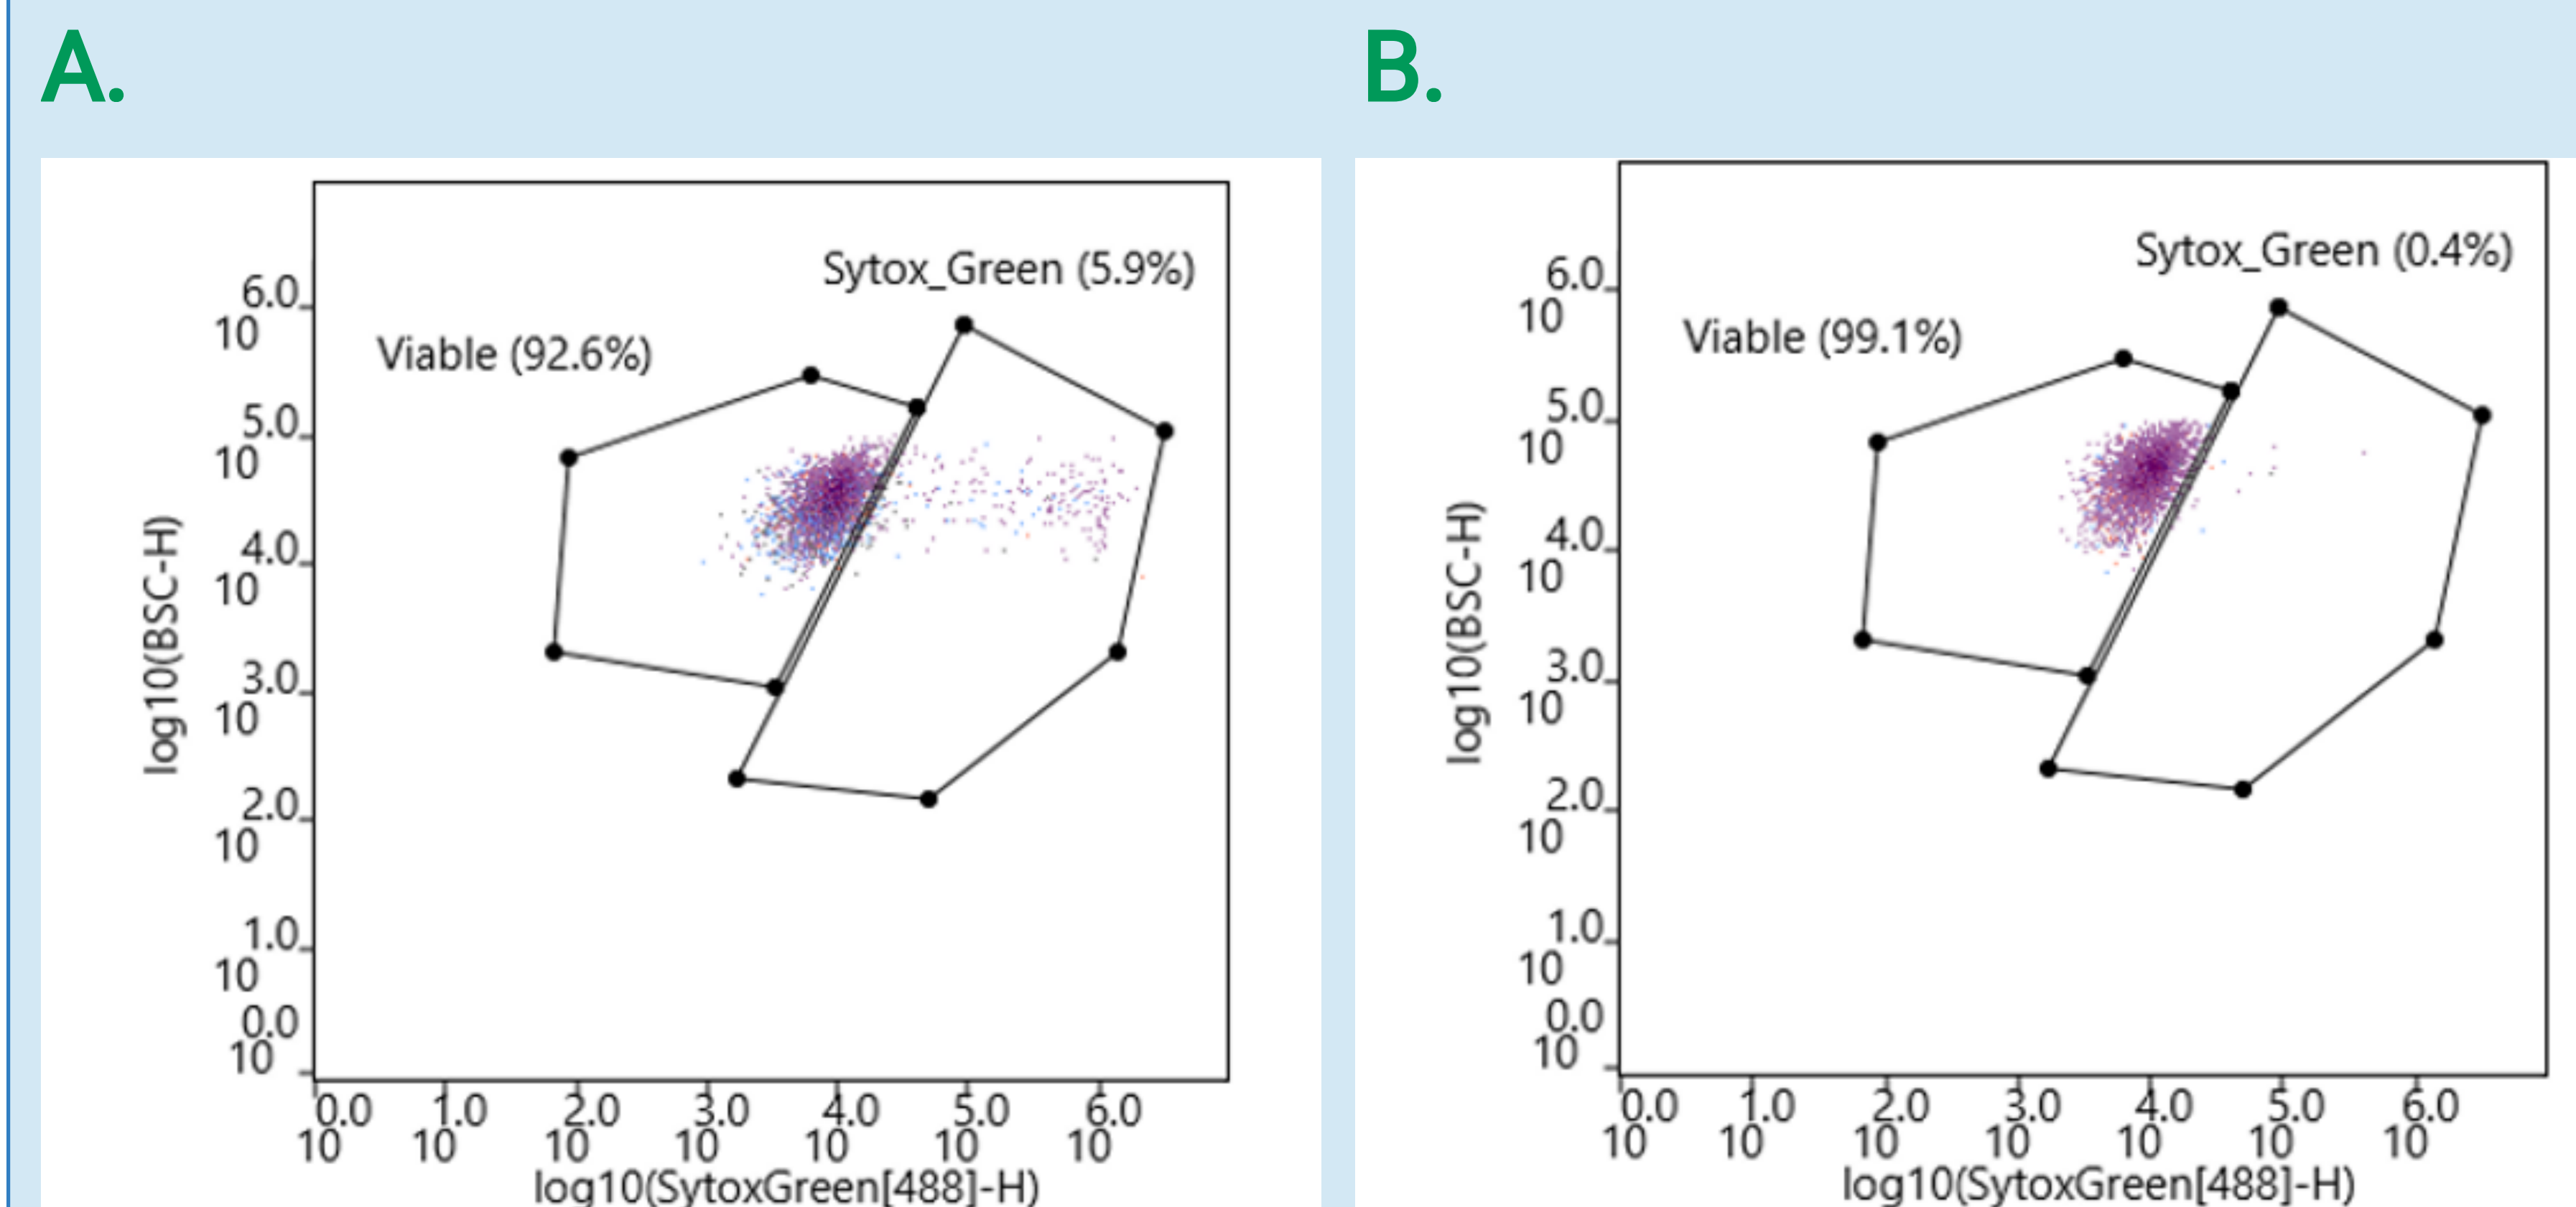 A.
B.
Sytox_Green (5.9%)
Viable (92.6%)
log10(BSC-H)
6.0
10
5.0
10
4.0
10
3.0
10
2.0
10
1.0
10
0.0
10
0.0 1.0 2.0 3.0 4.0 5.0 6.0
10 10 10 10 10 10 10
log10(SytoxGreen[488]-H)
Sytox_Green (0.4%)
Viable (99.1%)
log10(BSC-H)
6.0
10
5.0
10
4.0
10
3.0
10
2.0
10
1.0
10
0.0
10
0.0 1.0 2.0 3.0 4.0 5.0 6.0
10 10 10 10 10 10 10
log10(SytoxGreen[488]-H)